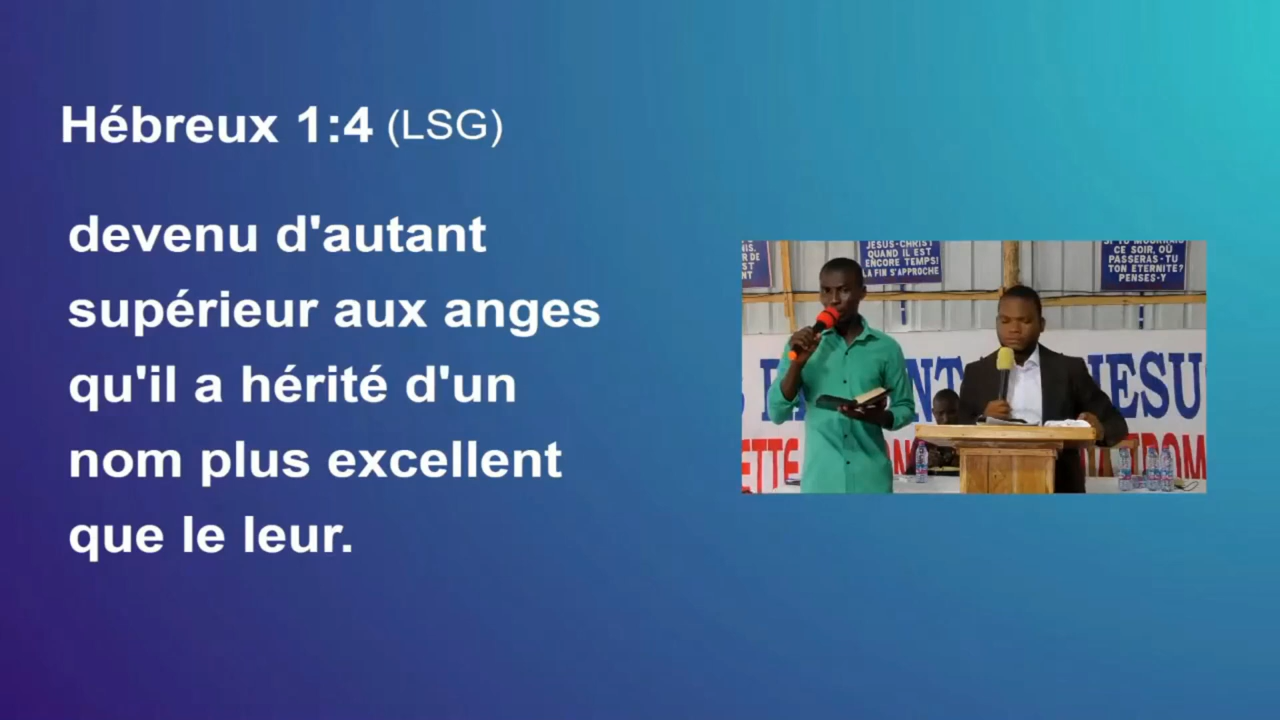 Hébreux 1:4 (LSG)
devenu d'autant
supérieur aux anges
qu'il a hérité d'un
nom plus excellent
que le leur.
JESUS-CHRIST
QUAND IL EST
ENCORE TEMPS!
LA FIN S'APPROCHE
CE SOIR, OÙ
PASSERAS-TU
TON ÉTERNITÉ?
PENSES-Y